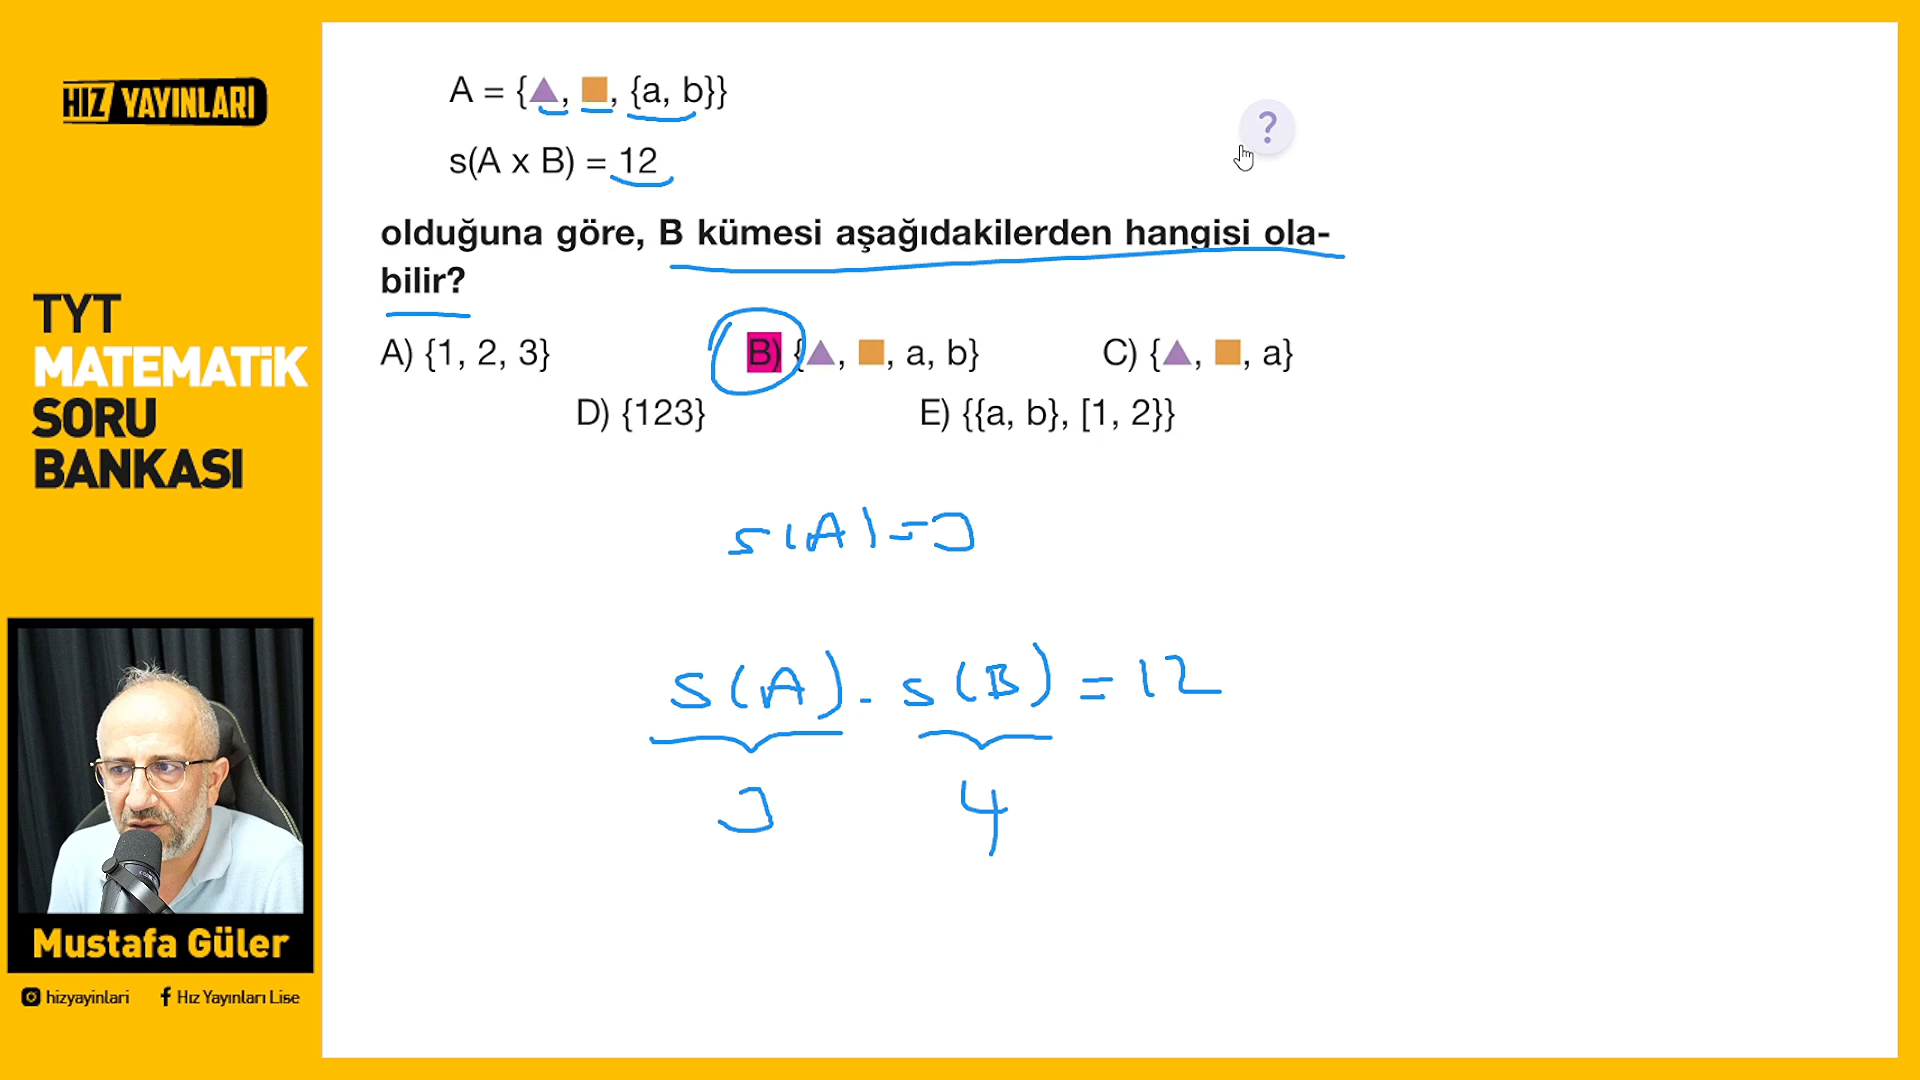 HIZ YAYINLARI
TYT
MATEMATİK
SORU
BANKASI
Mustafa Güler
hizyayinlari
Hız Yayınları Lise
A = {▲, ■, {a, b}}
s(A x B) = 12
olduğuna göre, B kümesi aşağıdakilerden hangisi ola-
bilir?
A) {1, 2, 3} B) {▲, ■, a, b} C) {▲, ■, a}
D) {123} E) {{a, b}, [1, 2}}
s(A) = 3
s(A) . s(B) = 12
3 4
?